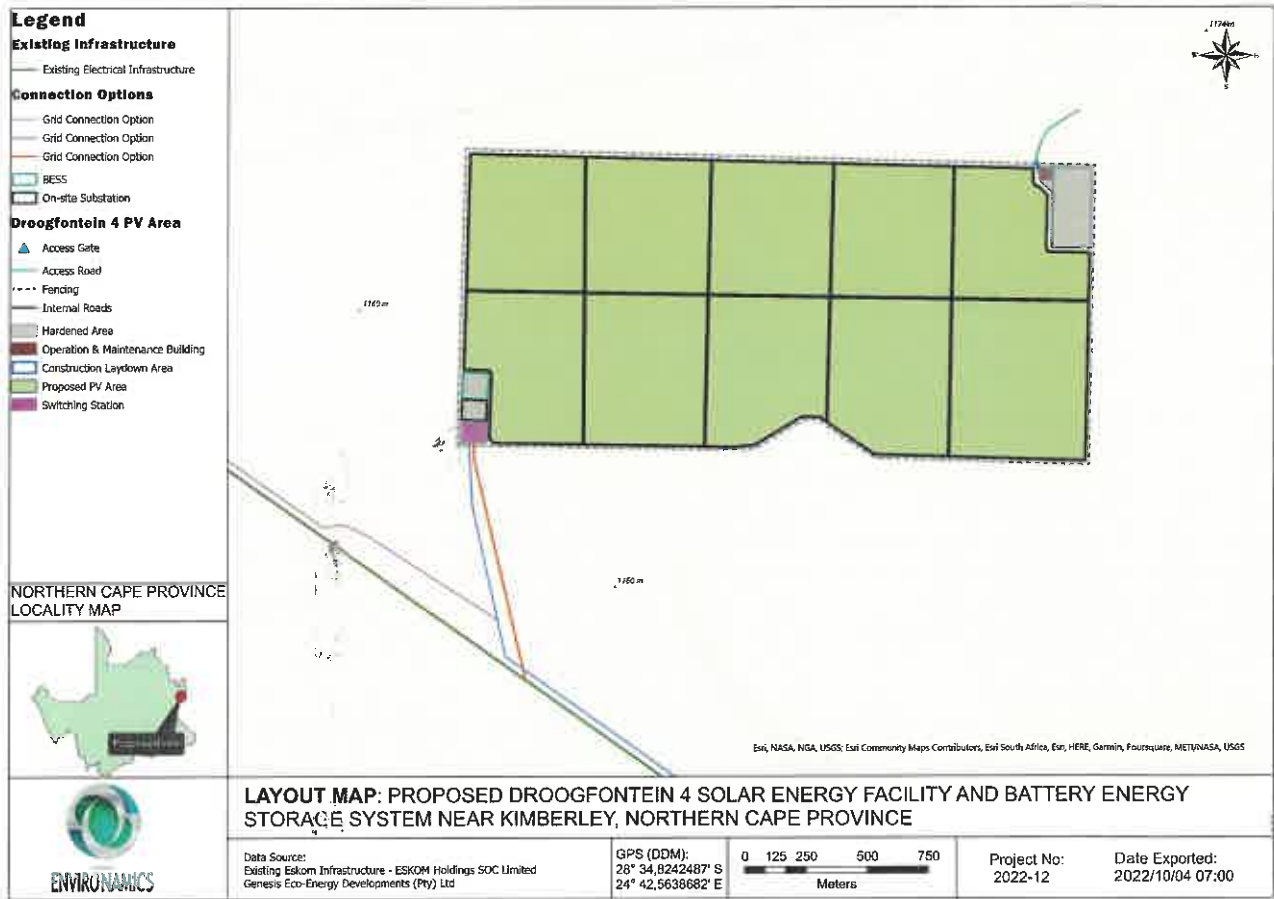 Legend
Existing Infrastructure
Existing Electrical Infrastructure
Connection Options
Grid Connection Option
Grid Connection Option
Grid Connection Option
BESS
On-site Substation
Droogfontein 4 PV Area
Access Gate
Access Road
Fencing
Internal Roads
Hardened Area
Operation & Maintenance Building
Construction Laydown Area
Proposed PV Area
Switching Station
1174m
S
1160 m
1160 m
NORTHERN CAPE PROVINCE
LOCALITY MAP
Esri, NASA, NGA, USGS, Esri Community Maps Contributors, Esri South Africa, Esri, HERE, Garmin, Foursquare, METI/NASA, USGS
ENVIRONAMICS
LAYOUT MAP: PROPOSED DROOGFONTEIN 4 SOLAR ENERGY FACILITY AND BATTERY ENERGY
STORAGE SYSTEM NEAR KIMBERLEY, NORTHERN CAPE PROVINCE
Data Source:
Existing Eskom Infrastructure - ESKOM Holdings SOC Limited
Genesis Eco-Energy Developments (Pty) Ltd
GPS (DDM):
28° 34,8242487' S
24° 42,5638682' E
0 125 250 500 750
Meters
Project No:
2022-12
Date Exported:
2022/10/04 07:00